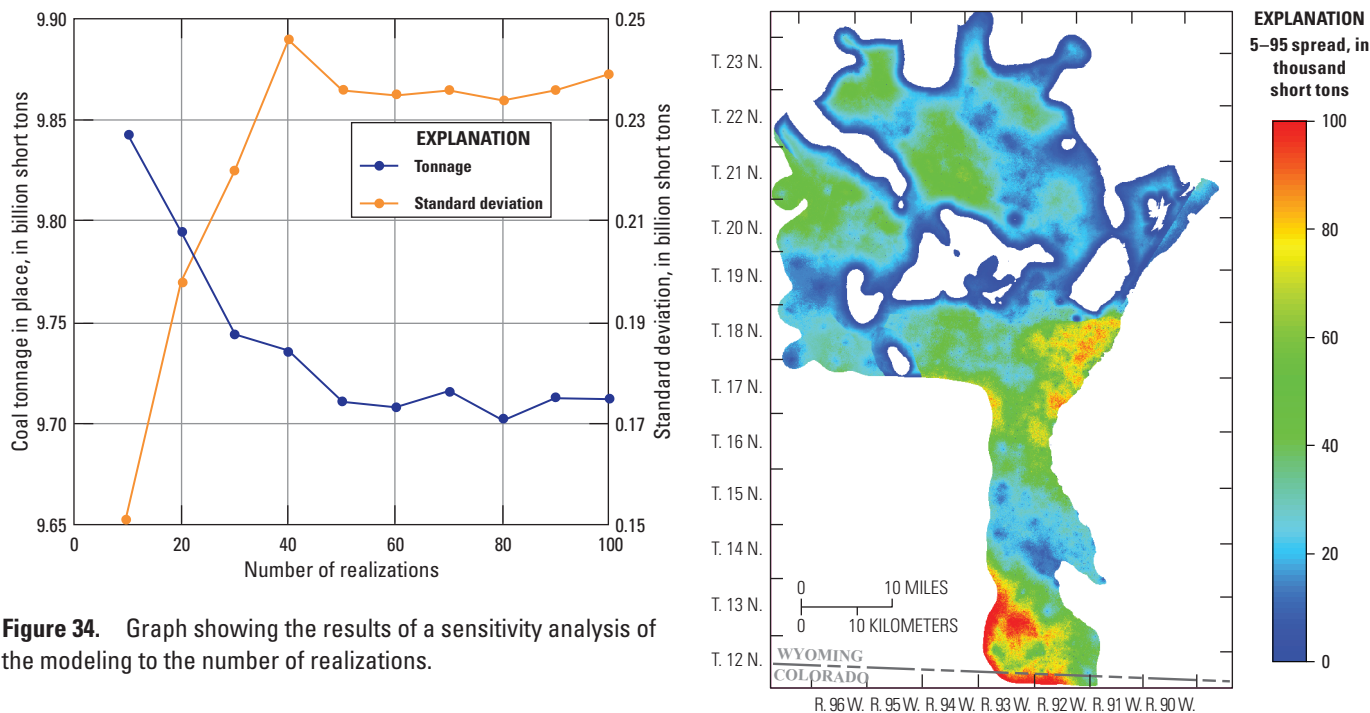 9.90
9.85
9.80
9.75
9.70
9.65
Coal tonnage in place, in billion short tons
0.25
0.23
0.21
0.19
0.17
0.15
Standard deviation, in billion short tons
EXPLANATION
Tonnage
Standard deviation
0 20 40 60 80 100
Number of realizations
Figure 34. Graph showing the results of a sensitivity analysis of
the modeling to the number of realizations.
T. 23 N.
T. 22 N.
T. 21 N.
T. 20 N.
T. 19 N.
T. 18 N.
T. 17 N.
T. 16 N.
T. 15 N.
T. 14 N.
T. 13 N.
T. 12 N.
0 10 MILES
0 10 KILOMETERS
WYOMING
COLORADO
R. 96 W. R. 95 W. R. 94 W. R. 93 W. R. 92 W. R. 91 W. R. 90 W.
EXPLANATION
5–95 spread, in
thousand
short tons
100
80
60
40
20
0